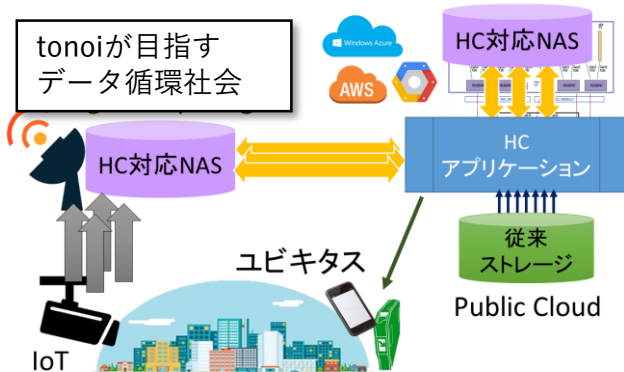 tonoiが目指す
データ循環社会
Windows Azure
AWS
HC対応NAS
HC対応NAS
HC
アプリケーション
従来
ストレージ
Public Cloud
ユビキタス
IoT